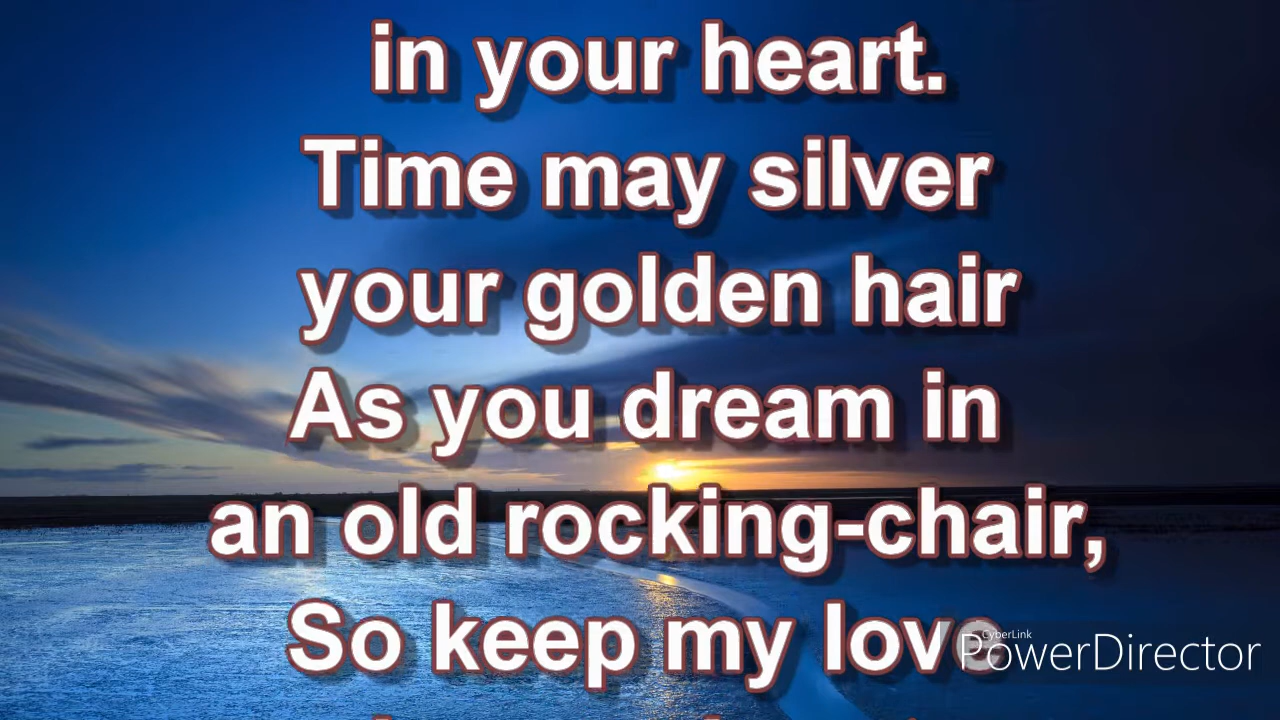 in your heart.
Time may silver
your golden hair
As you dream in
an old rocking-chair,
So keep my love
CyberLink
PowerDirector